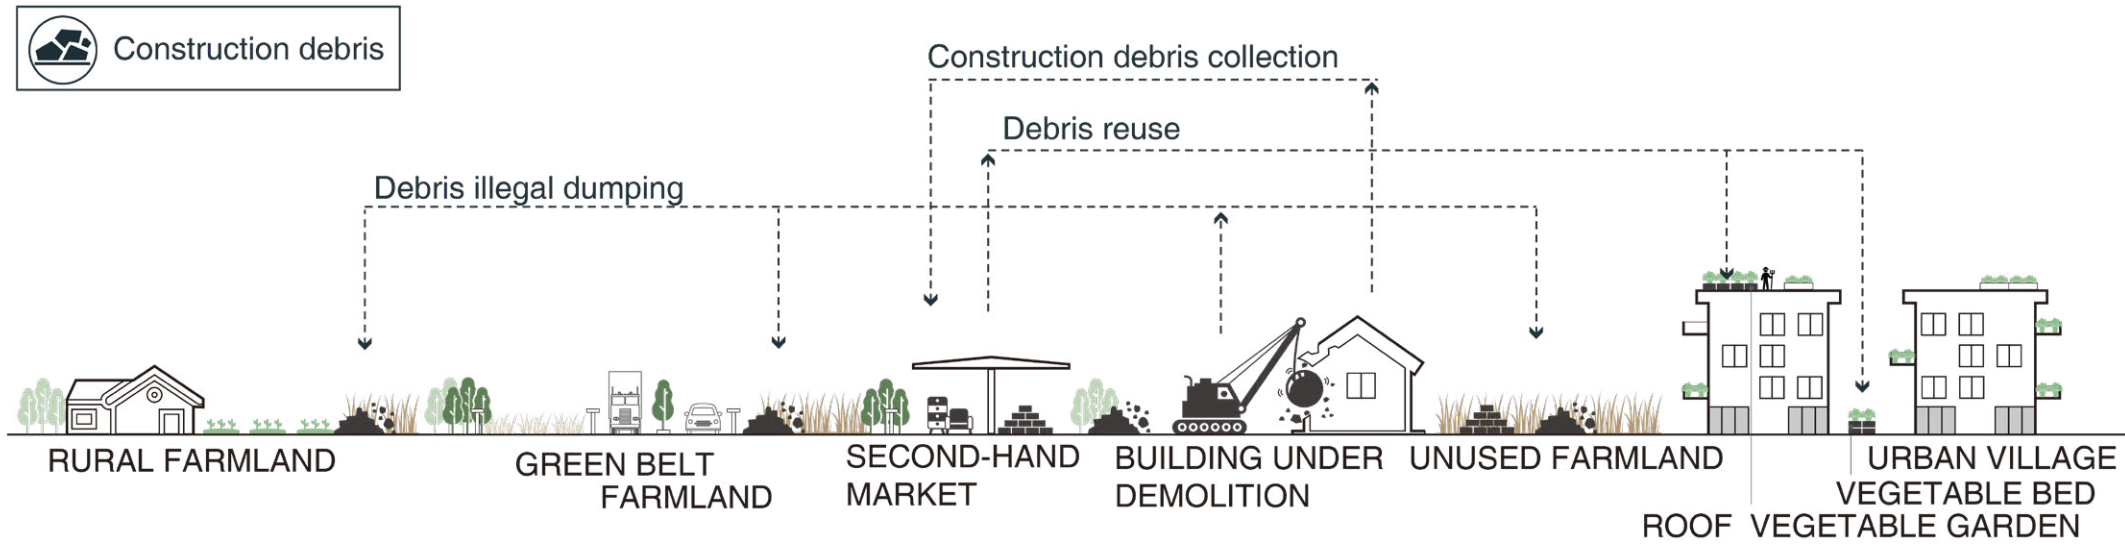 Construction debris
Construction debris collection
Debris reuse
Debris illegal dumping
RURAL FARMLAND
GREEN BELT
FARMLAND
SECOND-HAND
MARKET
BUILDING UNDER
DEMOLITION
UNUSED FARMLAND
URBAN VILLAGE
VEGETABLE BED
ROOF VEGETABLE GARDEN